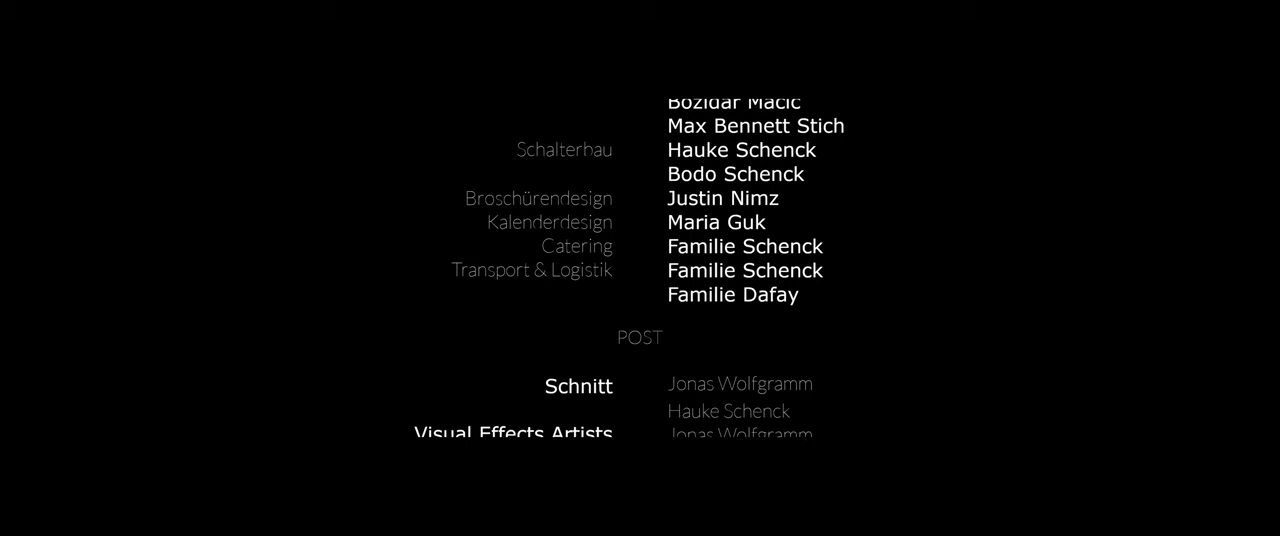 Bozidar Macic
Max Bennett Stich
Schalterbau Hauke Schenck
Bodo Schenck
Broschürendesign Justin Nimz
Kalenderdesign Maria Guk
Catering Familie Schenck
Transport & Logistik Familie Schenck
Familie Dafay
POST
Schnitt Jonas Wolfgramm
Hauke Schenck
Visual Effects Artists Jonas Wolfgramm